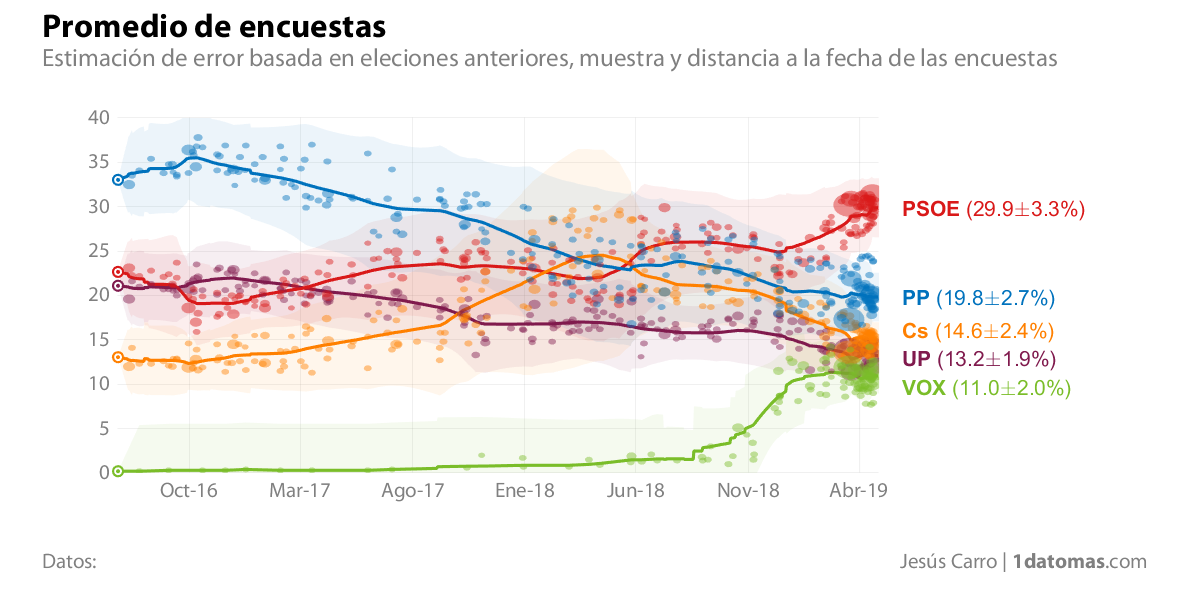 Promedio de encuestas
Estimación de error basada en eleciones anteriores, muestra y distancia a la fecha de las encuestas
40
35
30
25
20
15
10
5
0
Oct-16 Mar-17 Ago-17 Ene-18 Jun-18 Nov-18 Abr-19
PSOE (29.9±3.3%)
PP (19.8±2.7%)
Cs (14.6±2.4%)
UP (13.2±1.9%)
VOX (11.0±2.0%)
Datos:
Jesús Carro | 1datomas.com